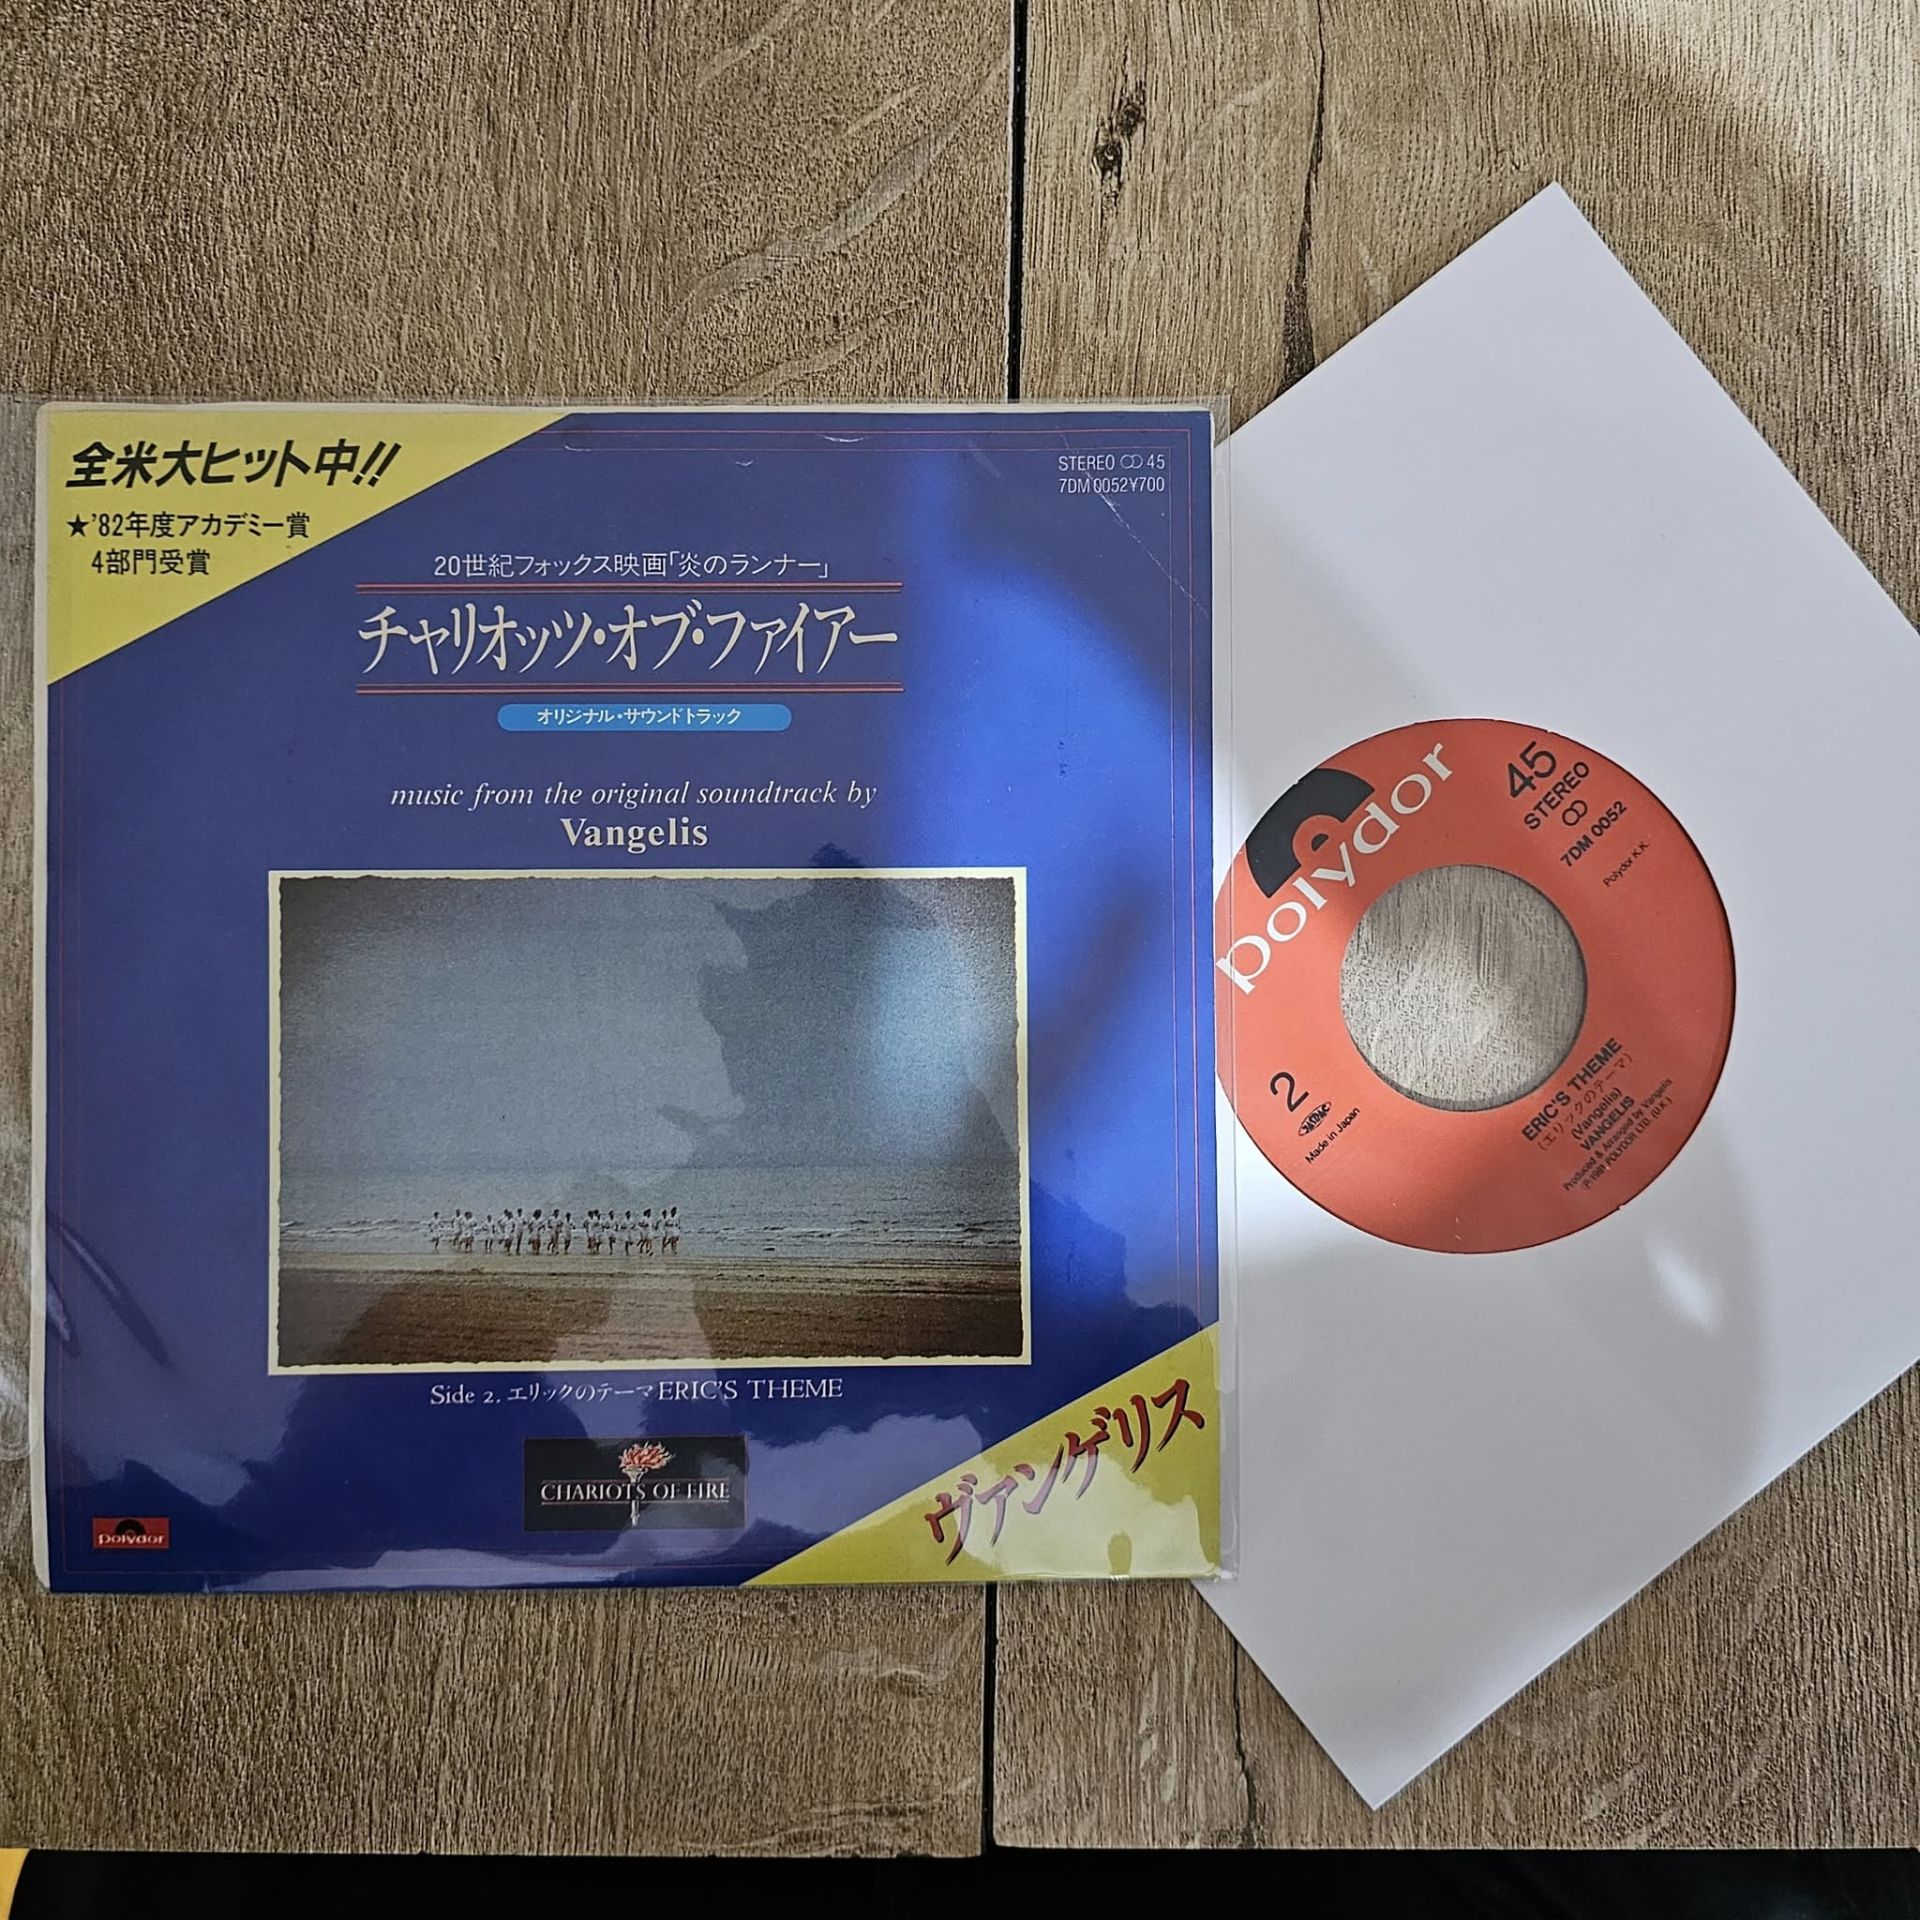 全米大ヒット中!!
★'82年度アカデミー賞
4部門受賞
STEREO 45
7DM 0052 ¥700
20世紀フォックス映画「炎のランナー」
チャリオッツ・オブ・ファイアー
オリジナル・サウンドトラック
music from the original soundtrack by
Vangelis
Side 2. エリックのテーマ ERIC'S THEME
CHARIOTS OF FIRE
polydor
ヴァンゲリス
polydor
45
STEREO
7DM 0052
Polydor K.K.
2
JASRAC
Made in Japan
ERIC'S THEME
(エリックのテーマ)
(Vangelis)
VANGELIS
Produced & Arranged by Vangelis
(P-1981 POLYDOR LTD. (U.K.)